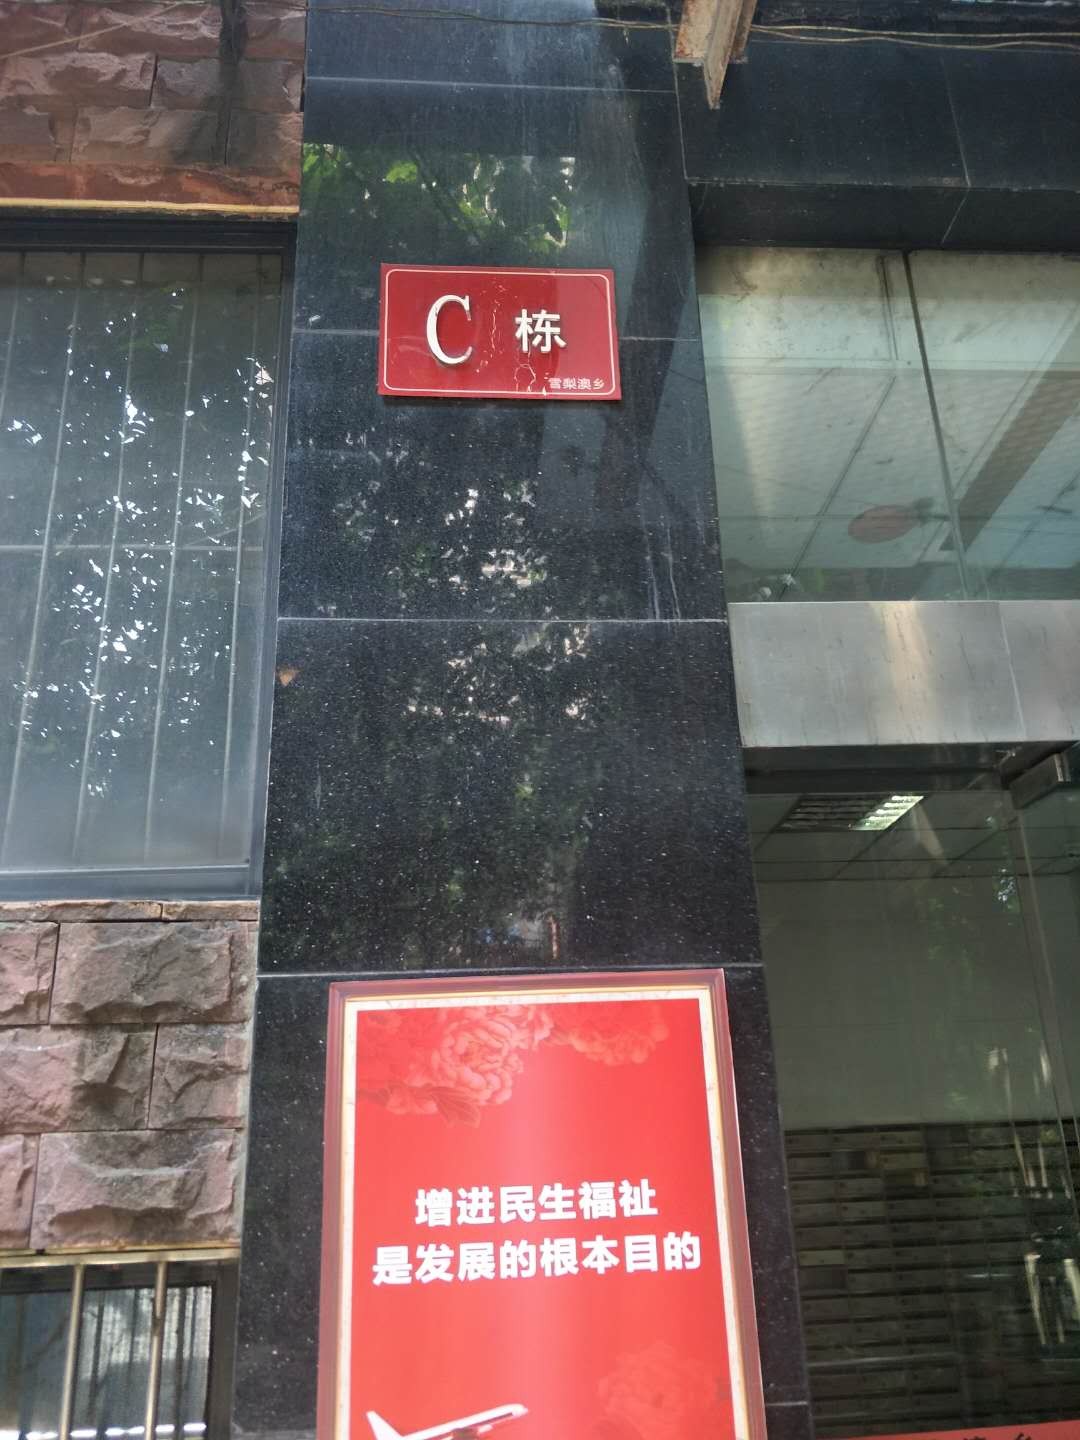 C 栋
雪梨澳乡
增进民生福祉
是发展的根本目的